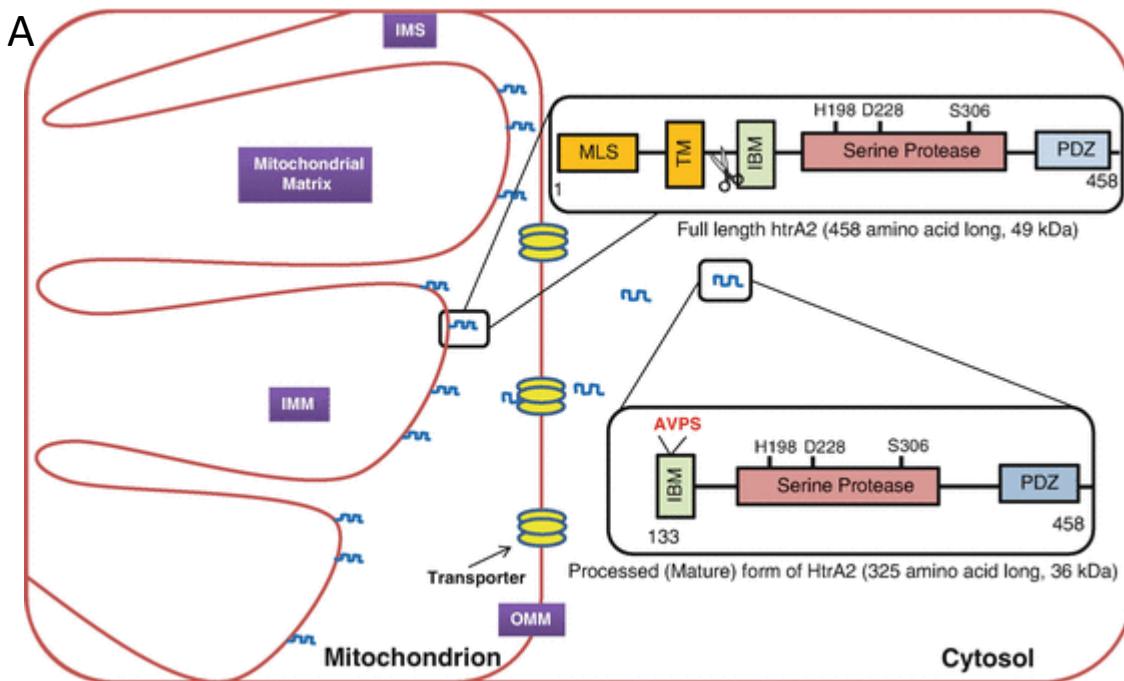 A
IMS
H198 D228
S306
MLS
TM
IBM
Serine Protease
PDZ
1
458
Full length htrA2 (458 amino acid long, 49 kDa)
Mitochondrial
Matrix
IMM
AVPS
H198 D228
S306
IBM
Serine Protease
PDZ
133
458
Processed (Mature) form of HtrA2 (325 amino acid long, 36 kDa)
Transporter
OMM
Mitochondrion
Cytosol